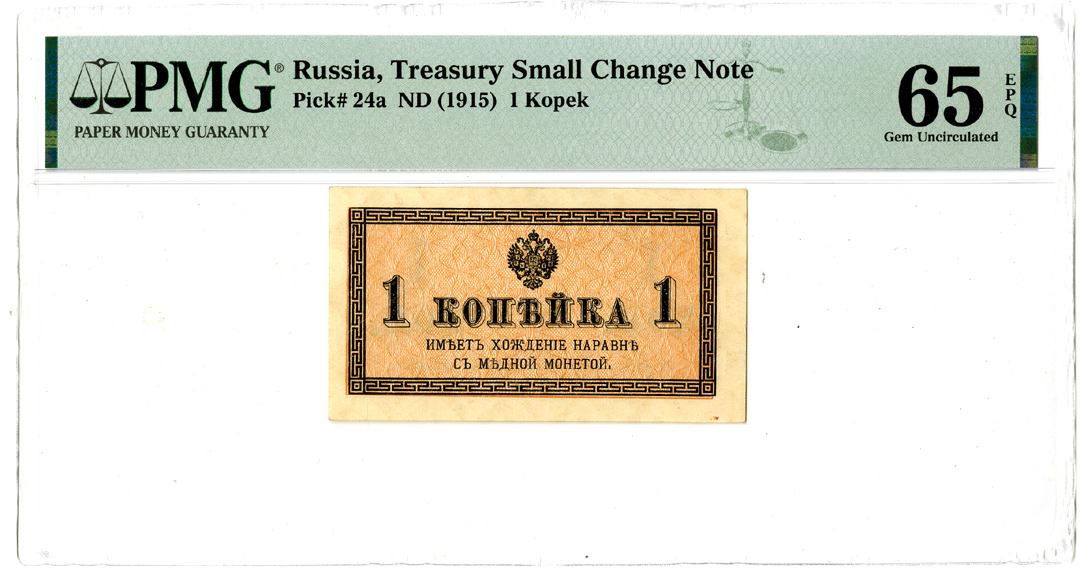 PMG®
PAPER MONEY GUARANTY
Russia, Treasury Small Change Note
Pick# 24a ND (1915) 1 Kopek
65 EPQ
Gem Uncirculated
1 КОПѢЙКА 1
ИМѢЕТЪ ХОЖДЕНІЕ НАРАВНѢ
СЪ МѢДНОЙ МОНЕТОЙ.